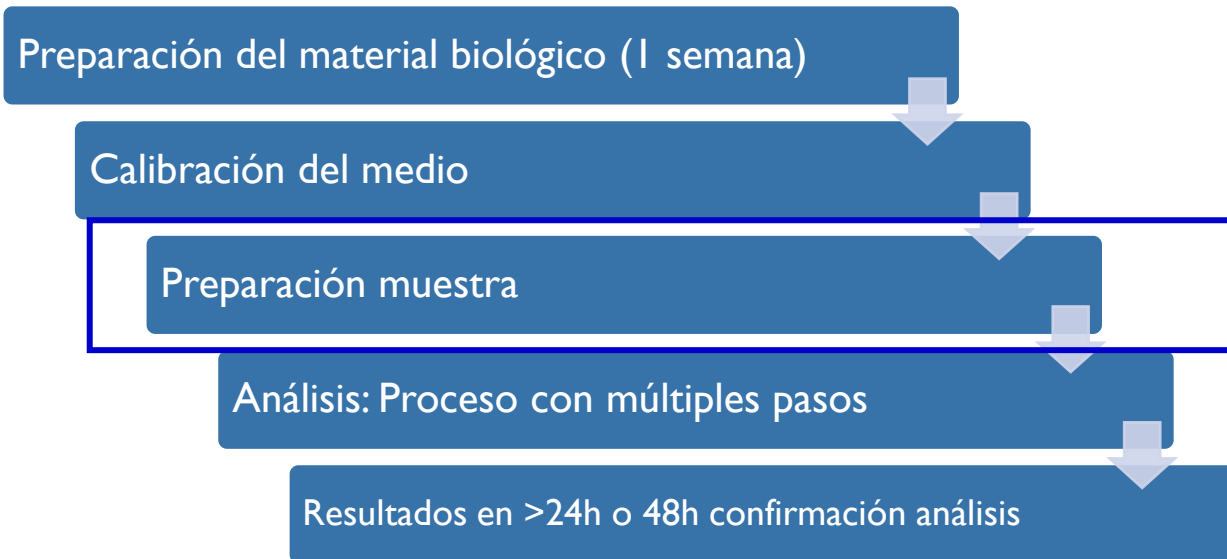 Preparación del material biológico (1 semana)
Calibración del medio
Preparación muestra
Análisis: Proceso con múltiples pasos
Resultados en >24h o 48h confirmación análisis